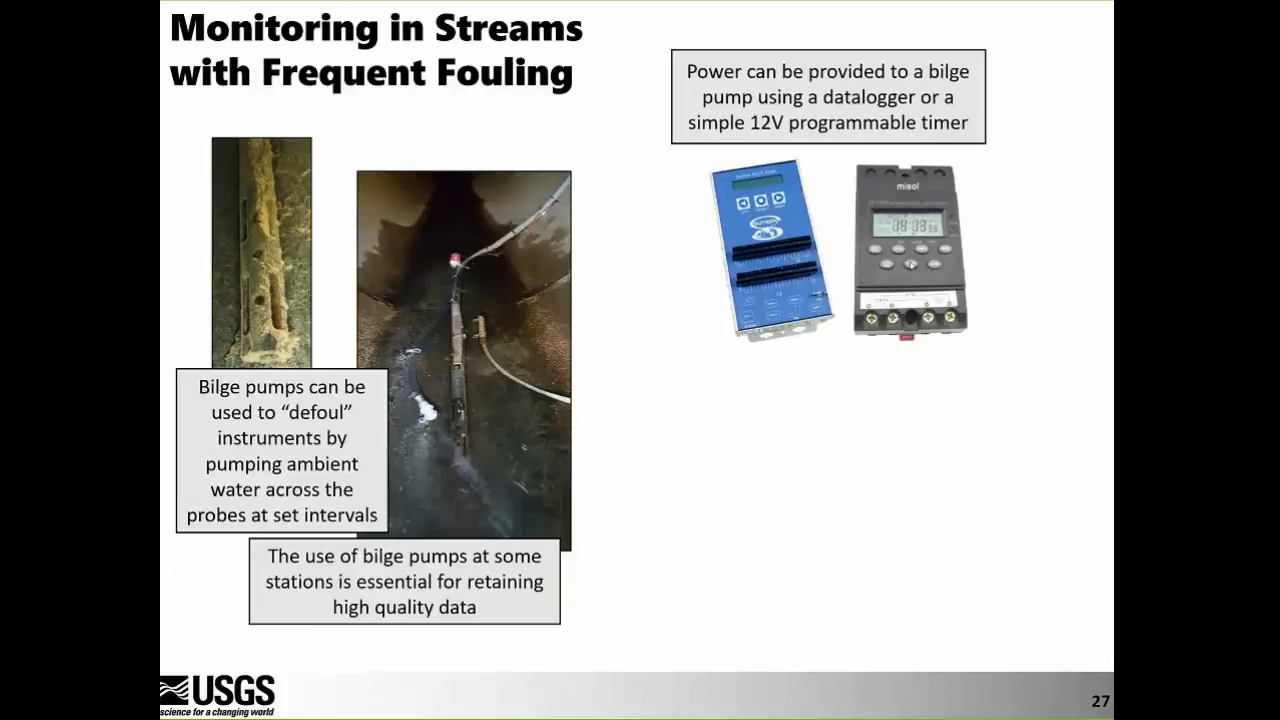 Monitoring in Streams
with Frequent Fouling
Power can be provided to a bilge
pump using a datalogger or a
simple 12V programmable timer
misol
Bilge pumps can be
used to “defoul”
instruments by
pumping ambient
water across the
probes at set intervals
The use of bilge pumps at some
stations is essential for retaining
high quality data
USGS
science for a changing world
27